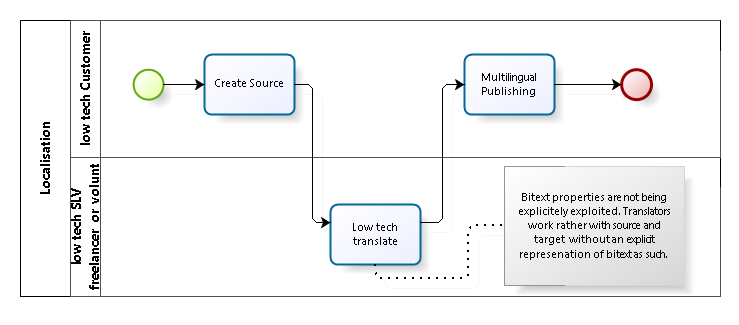 Localisation
low tech Customer
Create Source
Multilingual
Publishing
low tech SLV
freelancer or volunt
Low tech
translate
Bitext properties are not being
explicitely exploited. Translators
work rather with source and
target without an explicit
represenation of bitext as such.